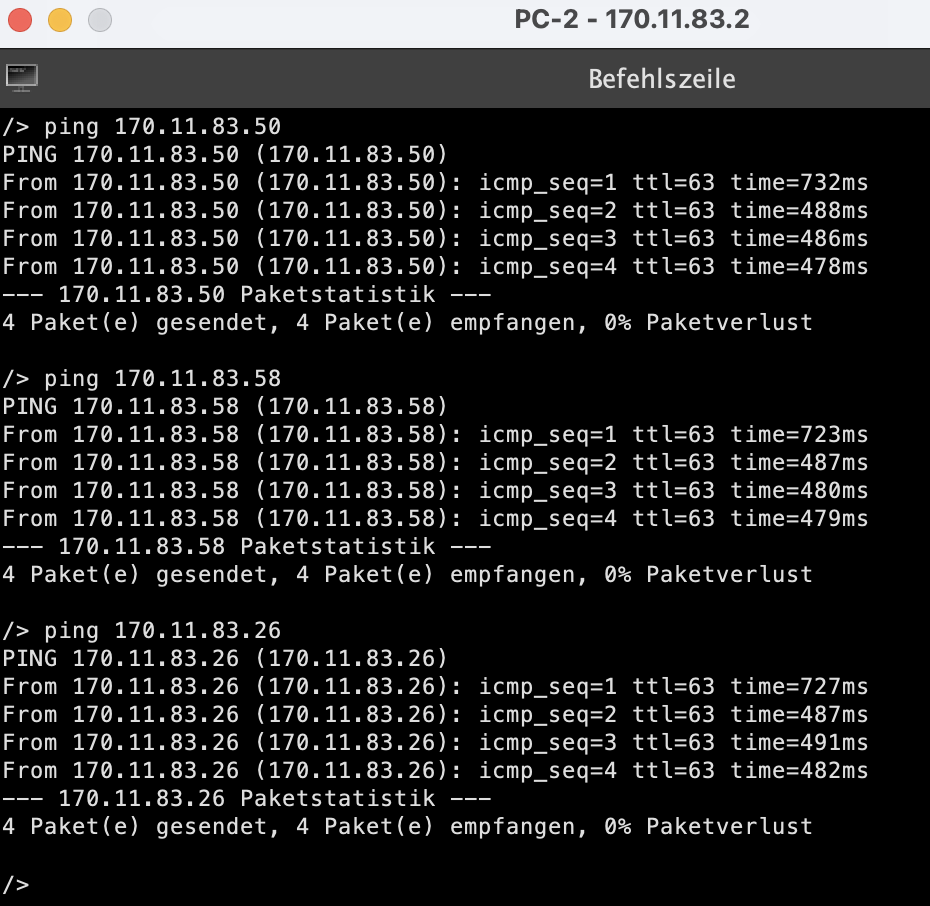 PC-2 - 170.11.83.2
Befehlszeile
/> ping 170.11.83.50
PING 170.11.83.50 (170.11.83.50)
From 170.11.83.50 (170.11.83.50): icmp_seq=1 ttl=63 time=732ms
From 170.11.83.50 (170.11.83.50): icmp_seq=2 ttl=63 time=488ms
From 170.11.83.50 (170.11.83.50): icmp_seq=3 ttl=63 time=486ms
From 170.11.83.50 (170.11.83.50): icmp_seq=4 ttl=63 time=478ms
--- 170.11.83.50 Paketstatistik ---
4 Paket(e) gesendet, 4 Paket(e) empfangen, 0% Paketverlust
/> ping 170.11.83.58
PING 170.11.83.58 (170.11.83.58)
From 170.11.83.58 (170.11.83.58): icmp_seq=1 ttl=63 time=723ms
From 170.11.83.58 (170.11.83.58): icmp_seq=2 ttl=63 time=487ms
From 170.11.83.58 (170.11.83.58): icmp_seq=3 ttl=63 time=480ms
From 170.11.83.58 (170.11.83.58): icmp_seq=4 ttl=63 time=479ms
--- 170.11.83.58 Paketstatistik ---
4 Paket(e) gesendet, 4 Paket(e) empfangen, 0% Paketverlust
/> ping 170.11.83.26
PING 170.11.83.26 (170.11.83.26)
From 170.11.83.26 (170.11.83.26): icmp_seq=1 ttl=63 time=727ms
From 170.11.83.26 (170.11.83.26): icmp_seq=2 ttl=63 time=487ms
From 170.11.83.26 (170.11.83.26): icmp_seq=3 ttl=63 time=491ms
From 170.11.83.26 (170.11.83.26): icmp_seq=4 ttl=63 time=482ms
--- 170.11.83.26 Paketstatistik ---
4 Paket(e) gesendet, 4 Paket(e) empfangen, 0% Paketverlust
/>